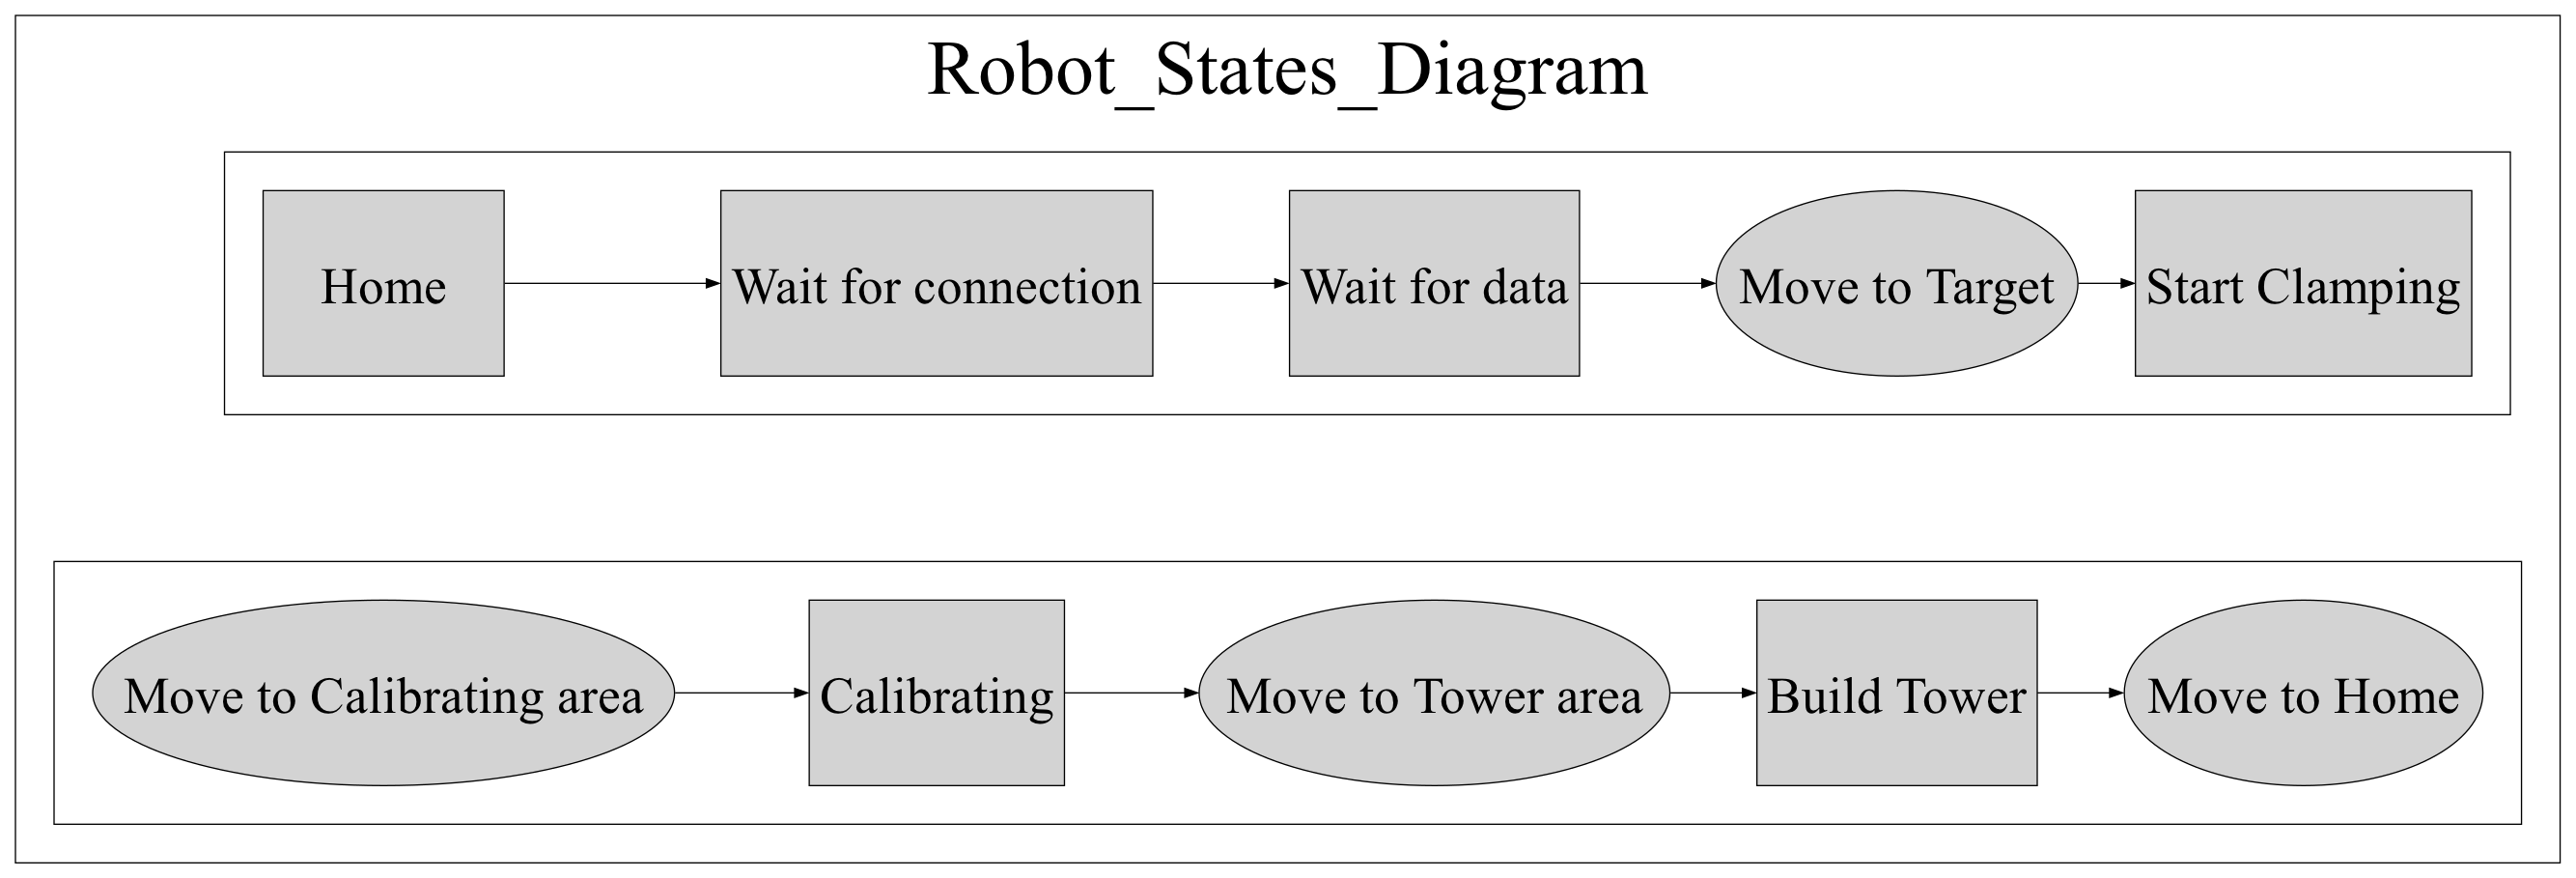 Robot_States_Diagram
Home
Wait for connection
Wait for data
Move to Target
Start Clamping
Move to Calibrating area
Calibrating
Move to Tower area
Build Tower
Move to Home